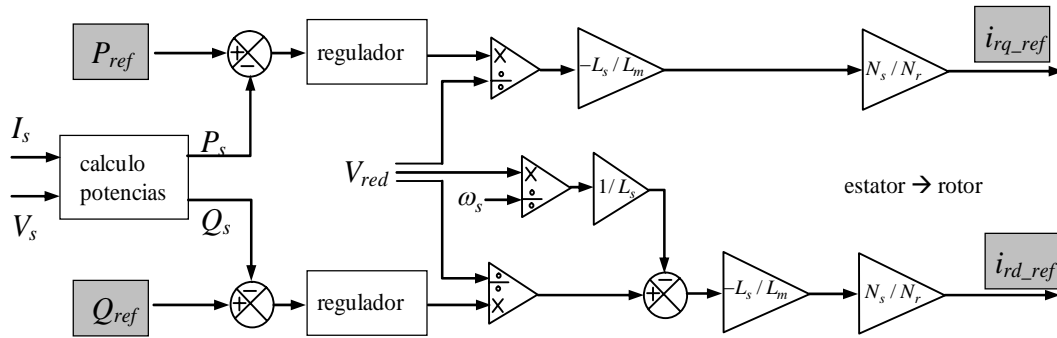 P_ref
+
−
regulador
×
÷
−L_s / L_m
N_s / N_r
i_rq_ref
I_s
V_s
calculo
potencias
P_s
Q_s
V_red
ω_s
×
÷
1/ L_s
estator → rotor
Q_ref
+
−
regulador
÷
×
+
−
−L_s / L_m
N_s / N_r
i_rd_ref